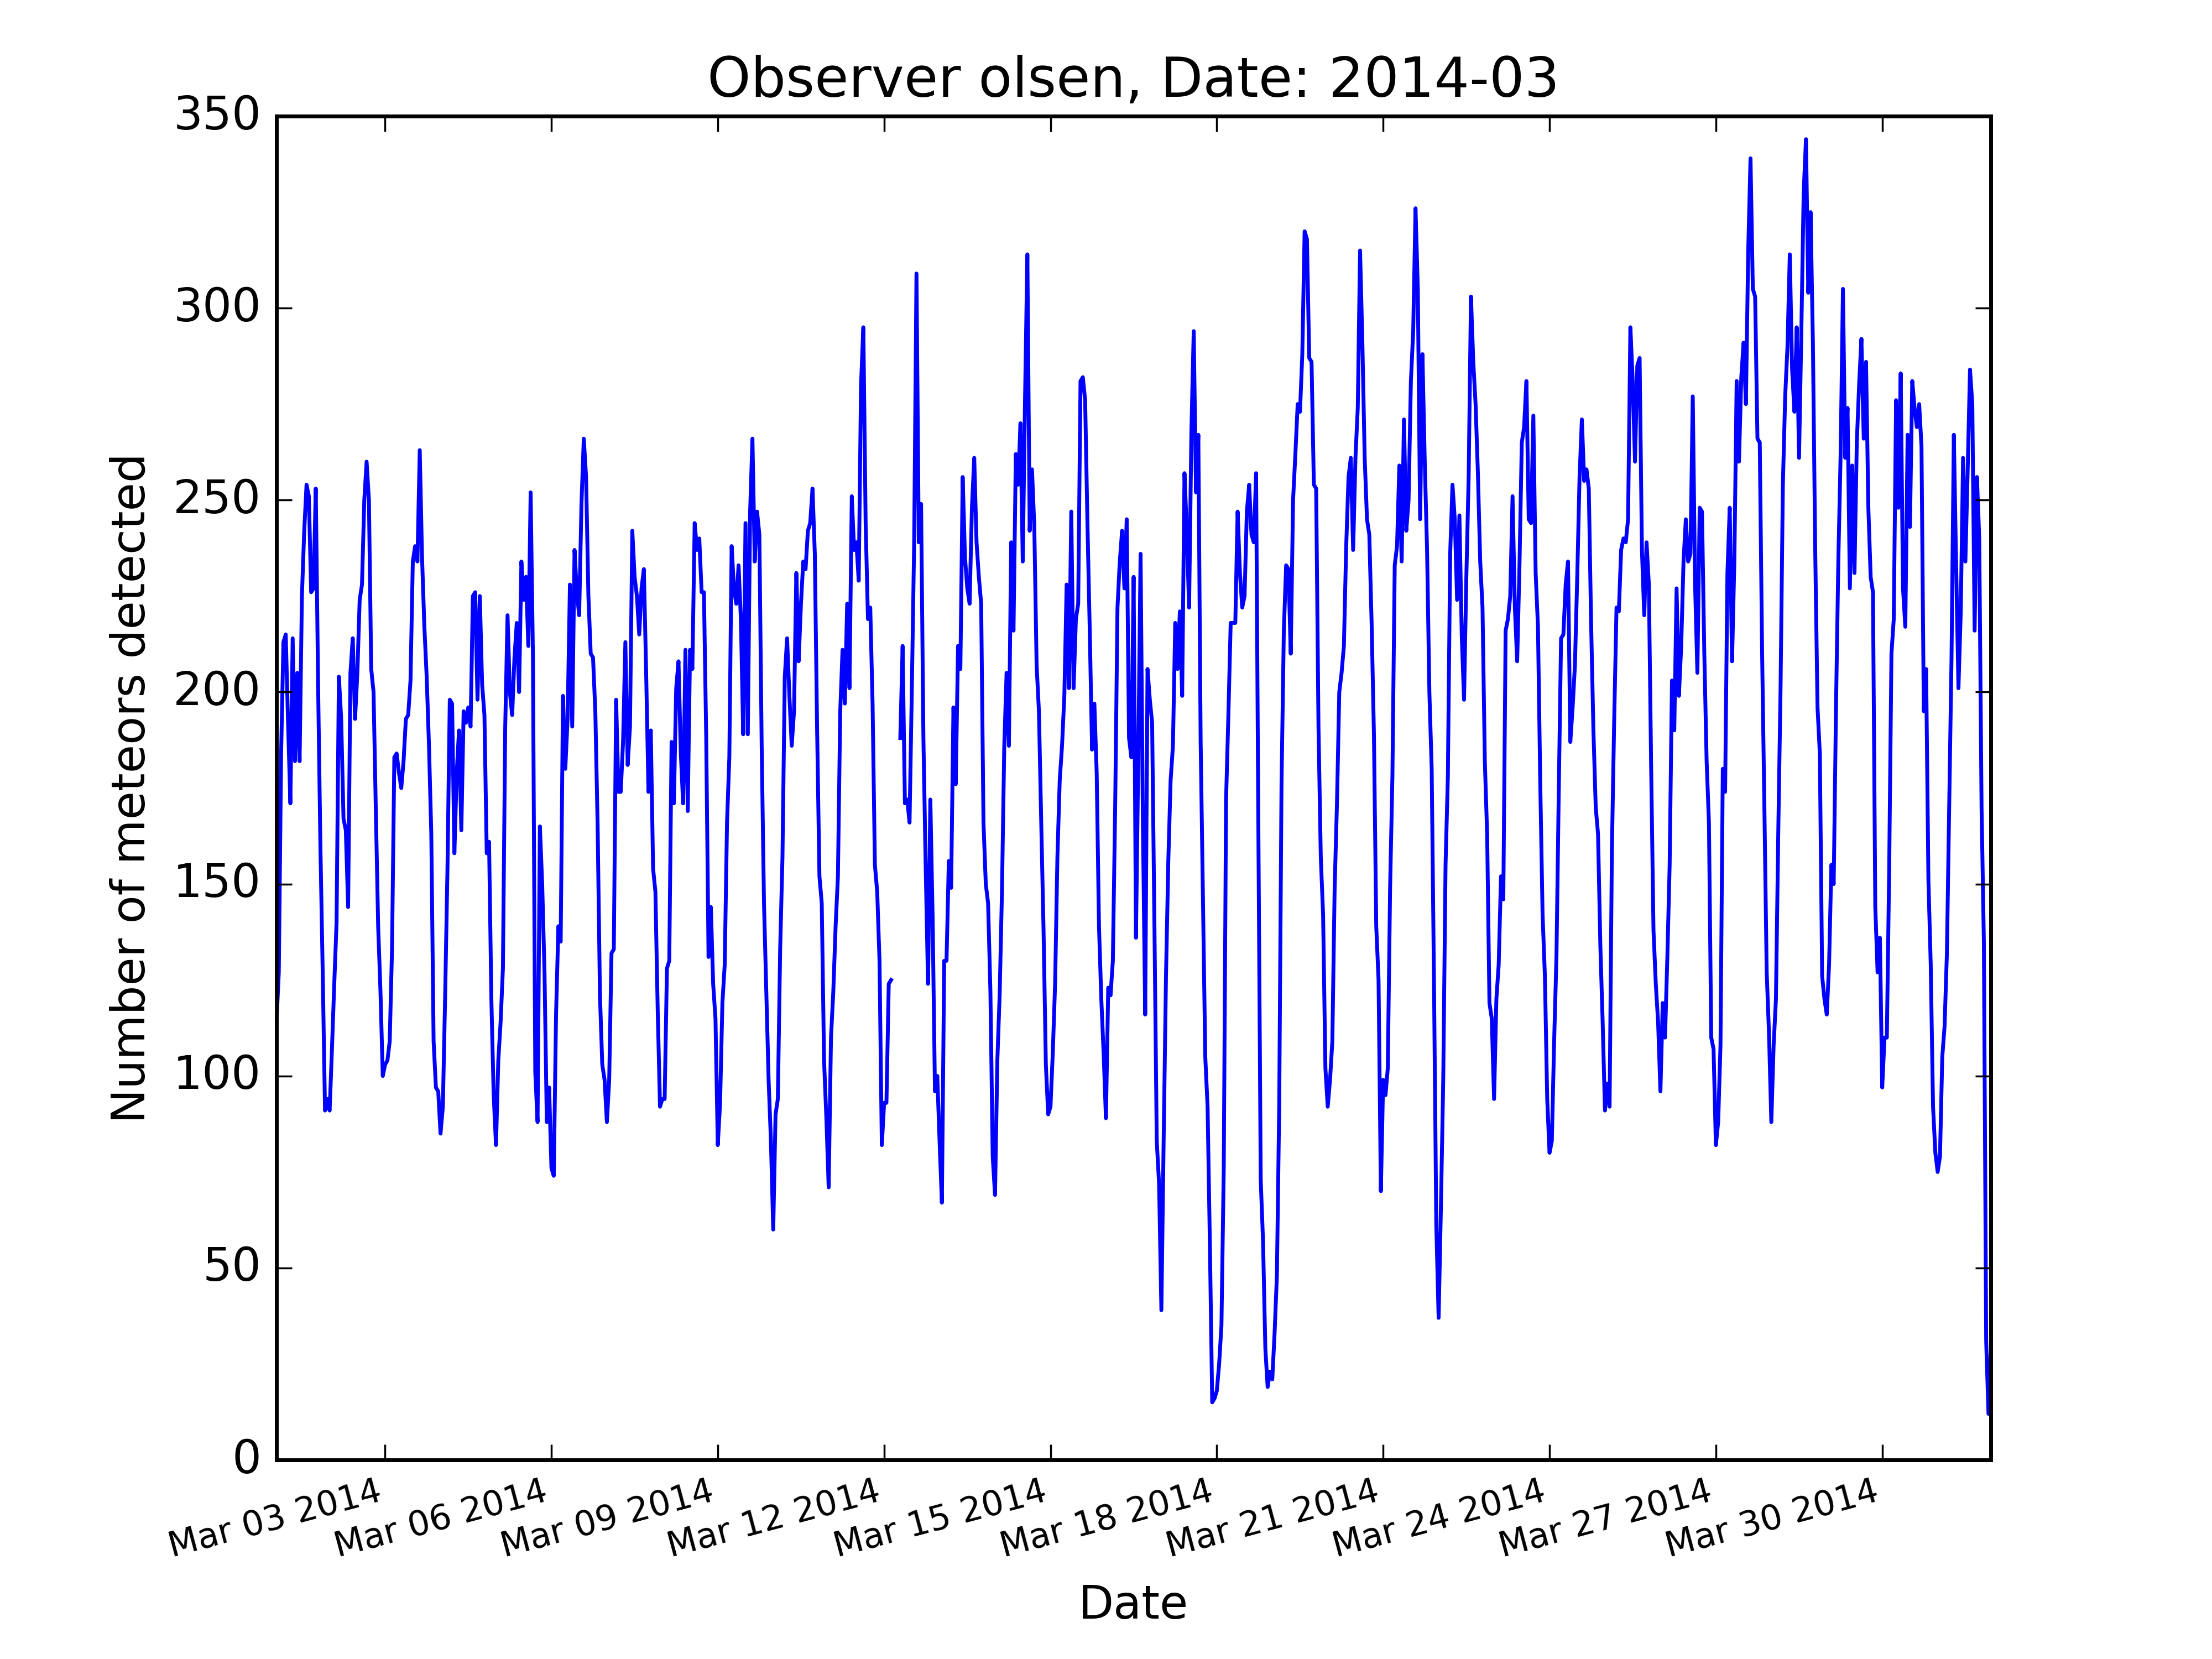 Observer olsen, Date: 2014-03
350
300
250
200
150
100
50
0
Number of meteors detected
Mar 03 2014
Mar 06 2014
Mar 09 2014
Mar 12 2014
Mar 15 2014
Mar 18 2014
Mar 21 2014
Mar 24 2014
Mar 27 2014
Mar 30 2014
Date